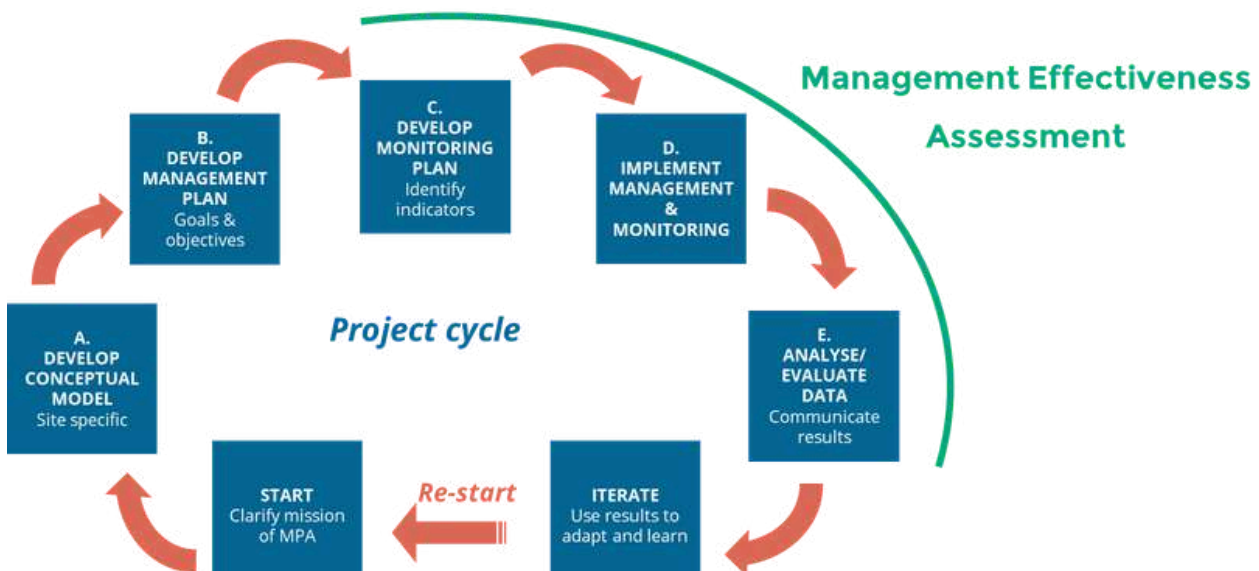 Management Effectiveness
Assessment
Project cycle
START
Clarify mission
of MPA
A.
DEVELOP
CONCEPTUAL
MODEL
Site specific
B.
DEVELOP
MANAGEMENT
PLAN
Goals &
objectives
C.
DEVELOP
MONITORING
PLAN
Identify
indicators
D.
IMPLEMENT
MANAGEMENT
&
MONITORING
E.
ANALYSE/
EVALUATE
DATA
Communicate
results
ITERATE
Use results to
adapt and learn
Re-start